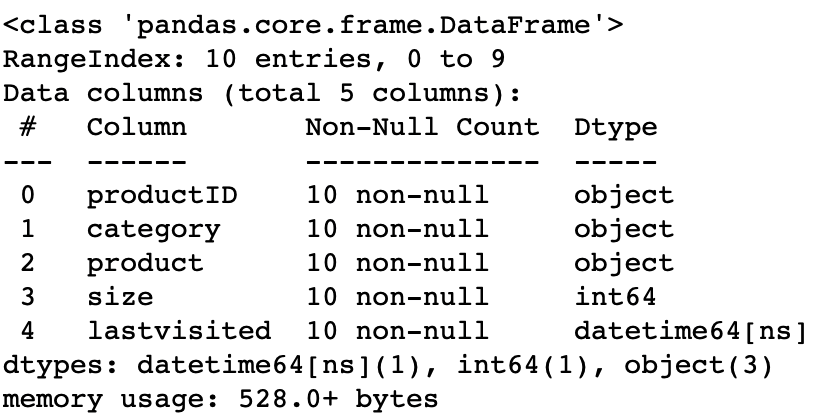 <class 'pandas.core.frame.DataFrame'>
RangeIndex: 10 entries, 0 to 9
Data columns (total 5 columns):
 #   Column       Non-Null Count  Dtype
---  ------       --------------  -----
 0   productID    10 non-null     object
 1   category     10 non-null     object
 2   product      10 non-null     object
 3   size         10 non-null     int64
 4   lastvisited  10 non-null     datetime64[ns]
dtypes: datetime64[ns](1), int64(1), object(3)
memory usage: 528.0+ bytes